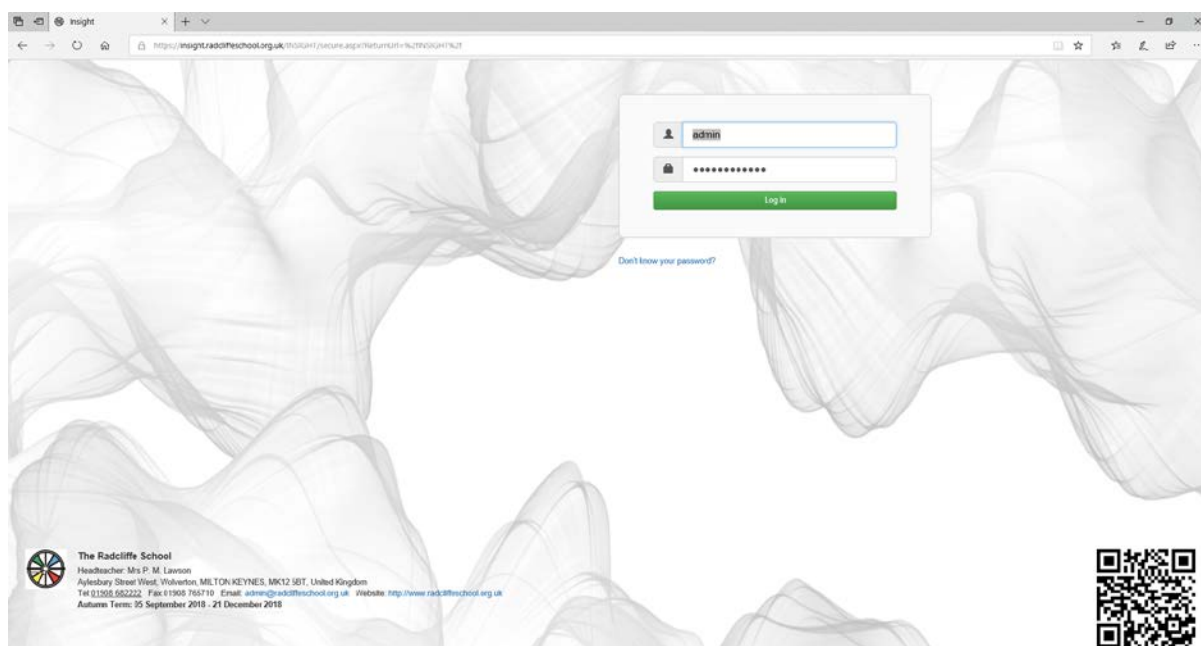 Insight
https://insight.radcliffeschool.org.uk/INSIGHT/secure.aspx?ReturnUrl=%2fINSIGHT%2f
admin
••••••••••••
Log in
Don't know your password?
The Radcliffe School
Headteacher: Mrs P. M. Lawson
Aylesbury Street West, Wolverton, MILTON KEYNES, MK12 5BT, United Kingdom
Tel 01908 682222 Fax 01908 765710 Email: admin@radcliffeschool.org.uk Website: http://www.radcliffeschool.org.uk
Autumn Term: 05 September 2018 - 21 December 2018